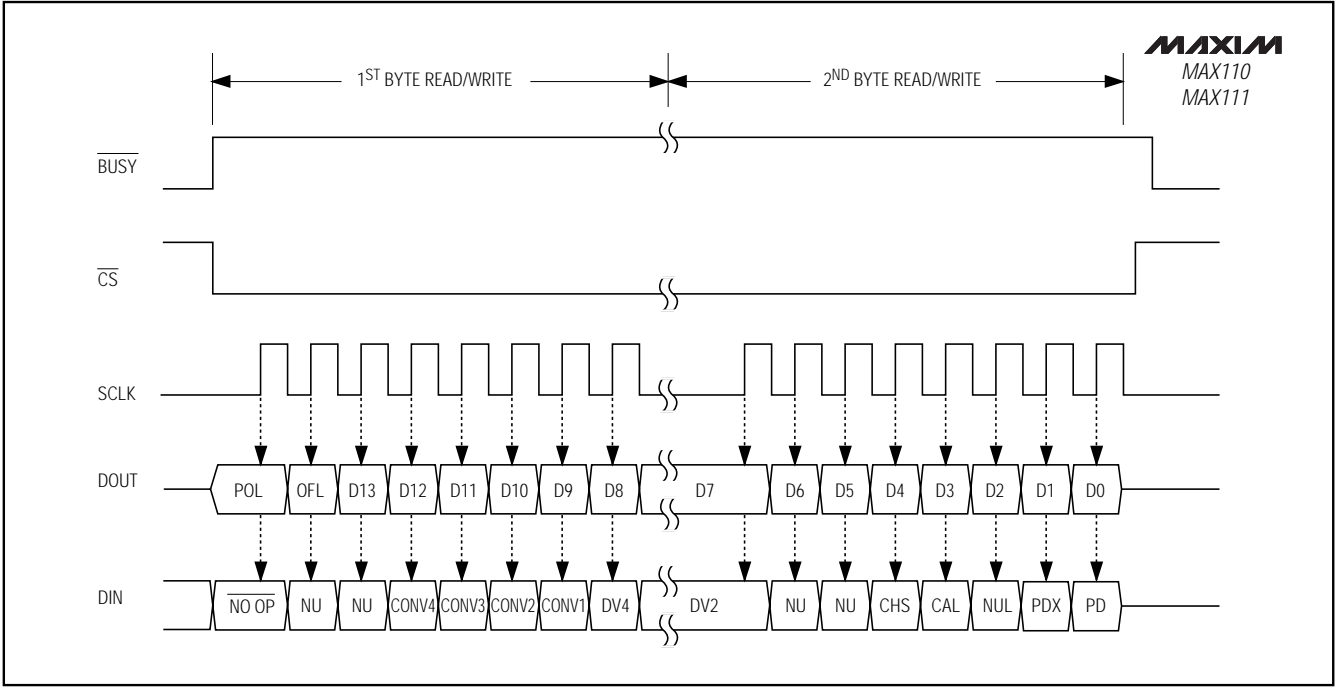 MAXIM
MAX110
MAX111
1ST BYTE READ/WRITE 2ND BYTE READ/WRITE
BUSY
CS
SCLK
DOUT POL OFL D13 D12 D11 D10 D9 D8 D7 D6 D5 D4 D3 D2 D1 D0
DIN NO OP NU NU CONV4 CONV3 CONV2 CONV1 DV4 DV2 NU NU CHS CAL NUL PDX PD